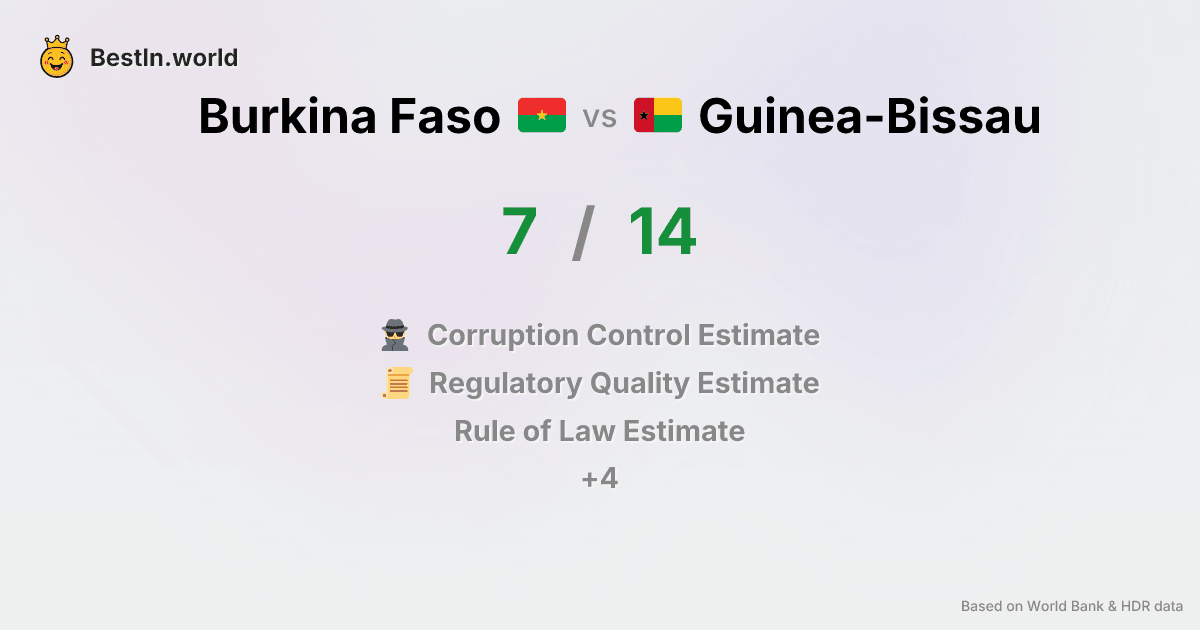 BestIn.world
Burkina Faso vs Guinea-Bissau
7 / 14
Corruption Control Estimate
Regulatory Quality Estimate
Rule of Law Estimate
+4
Based on World Bank & HDR data